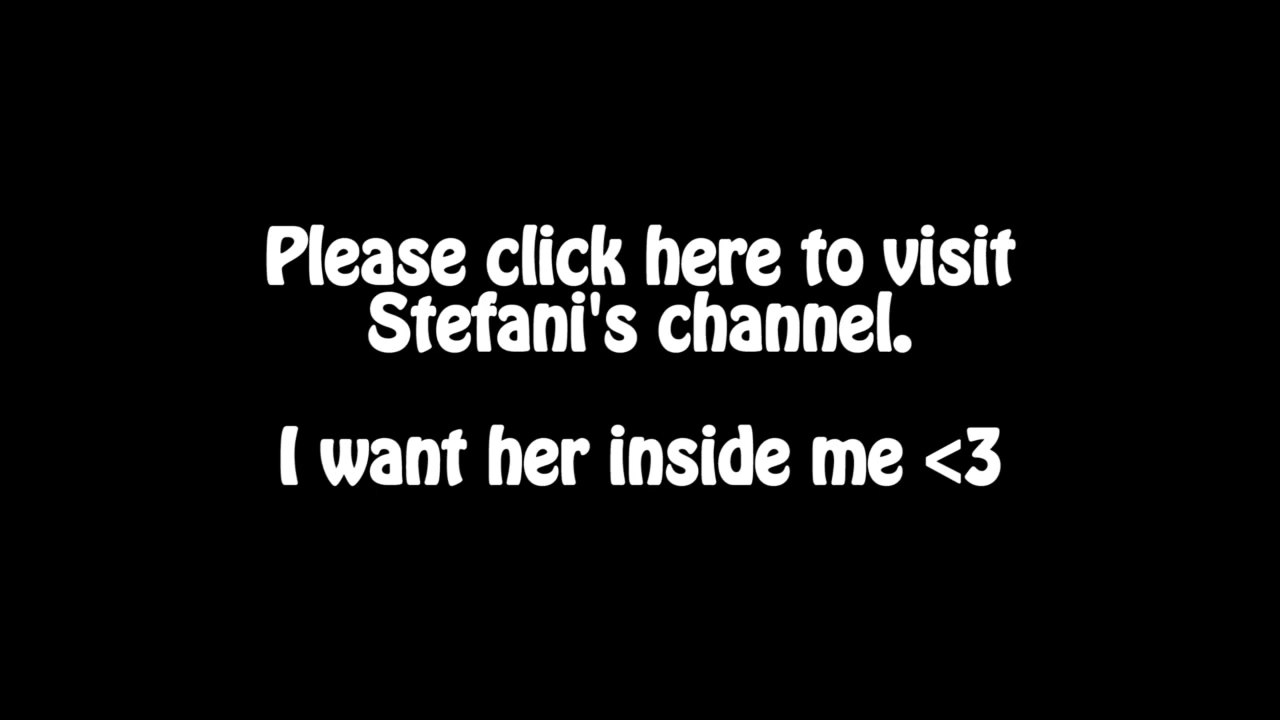 Please click here to visit
Stefani's channel.
I want her inside me <3